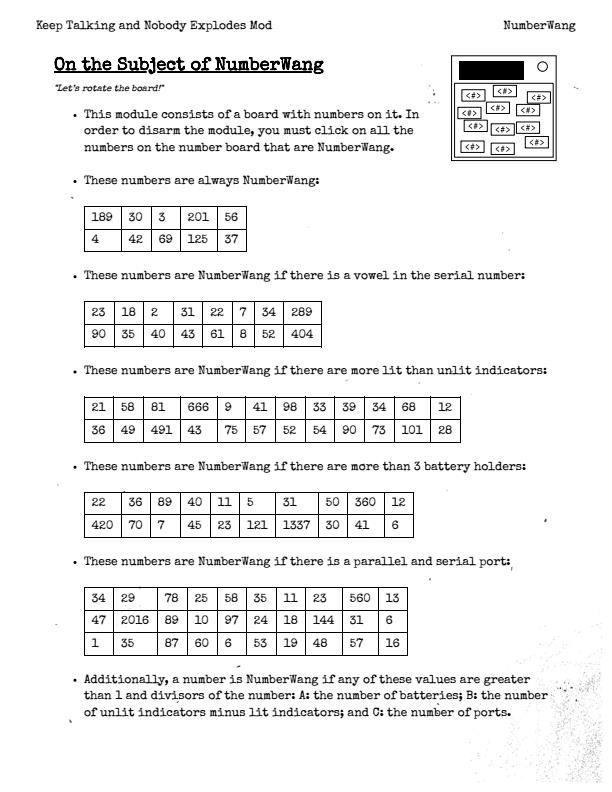 Keep Talking and Nobody Explodes Mod NumberWang
On the Subject of NumberWang
"Let's rotate the board!"
<#> <#> <#>
<#> <#> <#>
<#> <#> <#>
<#> <#> <#>
• This module consists of a board with numbers on it. In
order to disarm the module, you must click on all the
numbers on the number board that are NumberWang.
• These numbers are always NumberWang:
189 30 3 201 56
4 42 69 125 37
• These numbers are NumberWang if there is a vowel in the serial number:
23 18 2 31 22 7 34 289
90 35 40 43 61 8 52 404
• These numbers are NumberWang if there are more lit than unlit indicators:
21 58 81 666 9 41 98 33 39 34 68 12
36 49 491 43 75 57 52 54 90 73 101 28
• These numbers are NumberWang if there are more than 3 battery holders:
22 36 89 40 11 5 31 50 360 12
420 70 7 45 23 121 1337 30 41 6
• These numbers are NumberWang if there is a parallel and serial port:
34 29 78 25 58 35 11 23 560 13
47 2016 89 10 97 24 18 144 31 6
1 35 87 60 6 53 19 48 57 16
• Additionally, a number is NumberWang if any of these values are greater
than 1 and divisors of the number: A: the number of batteries; B: the number
of unlit indicators minus lit indicators; and C: the number of ports.